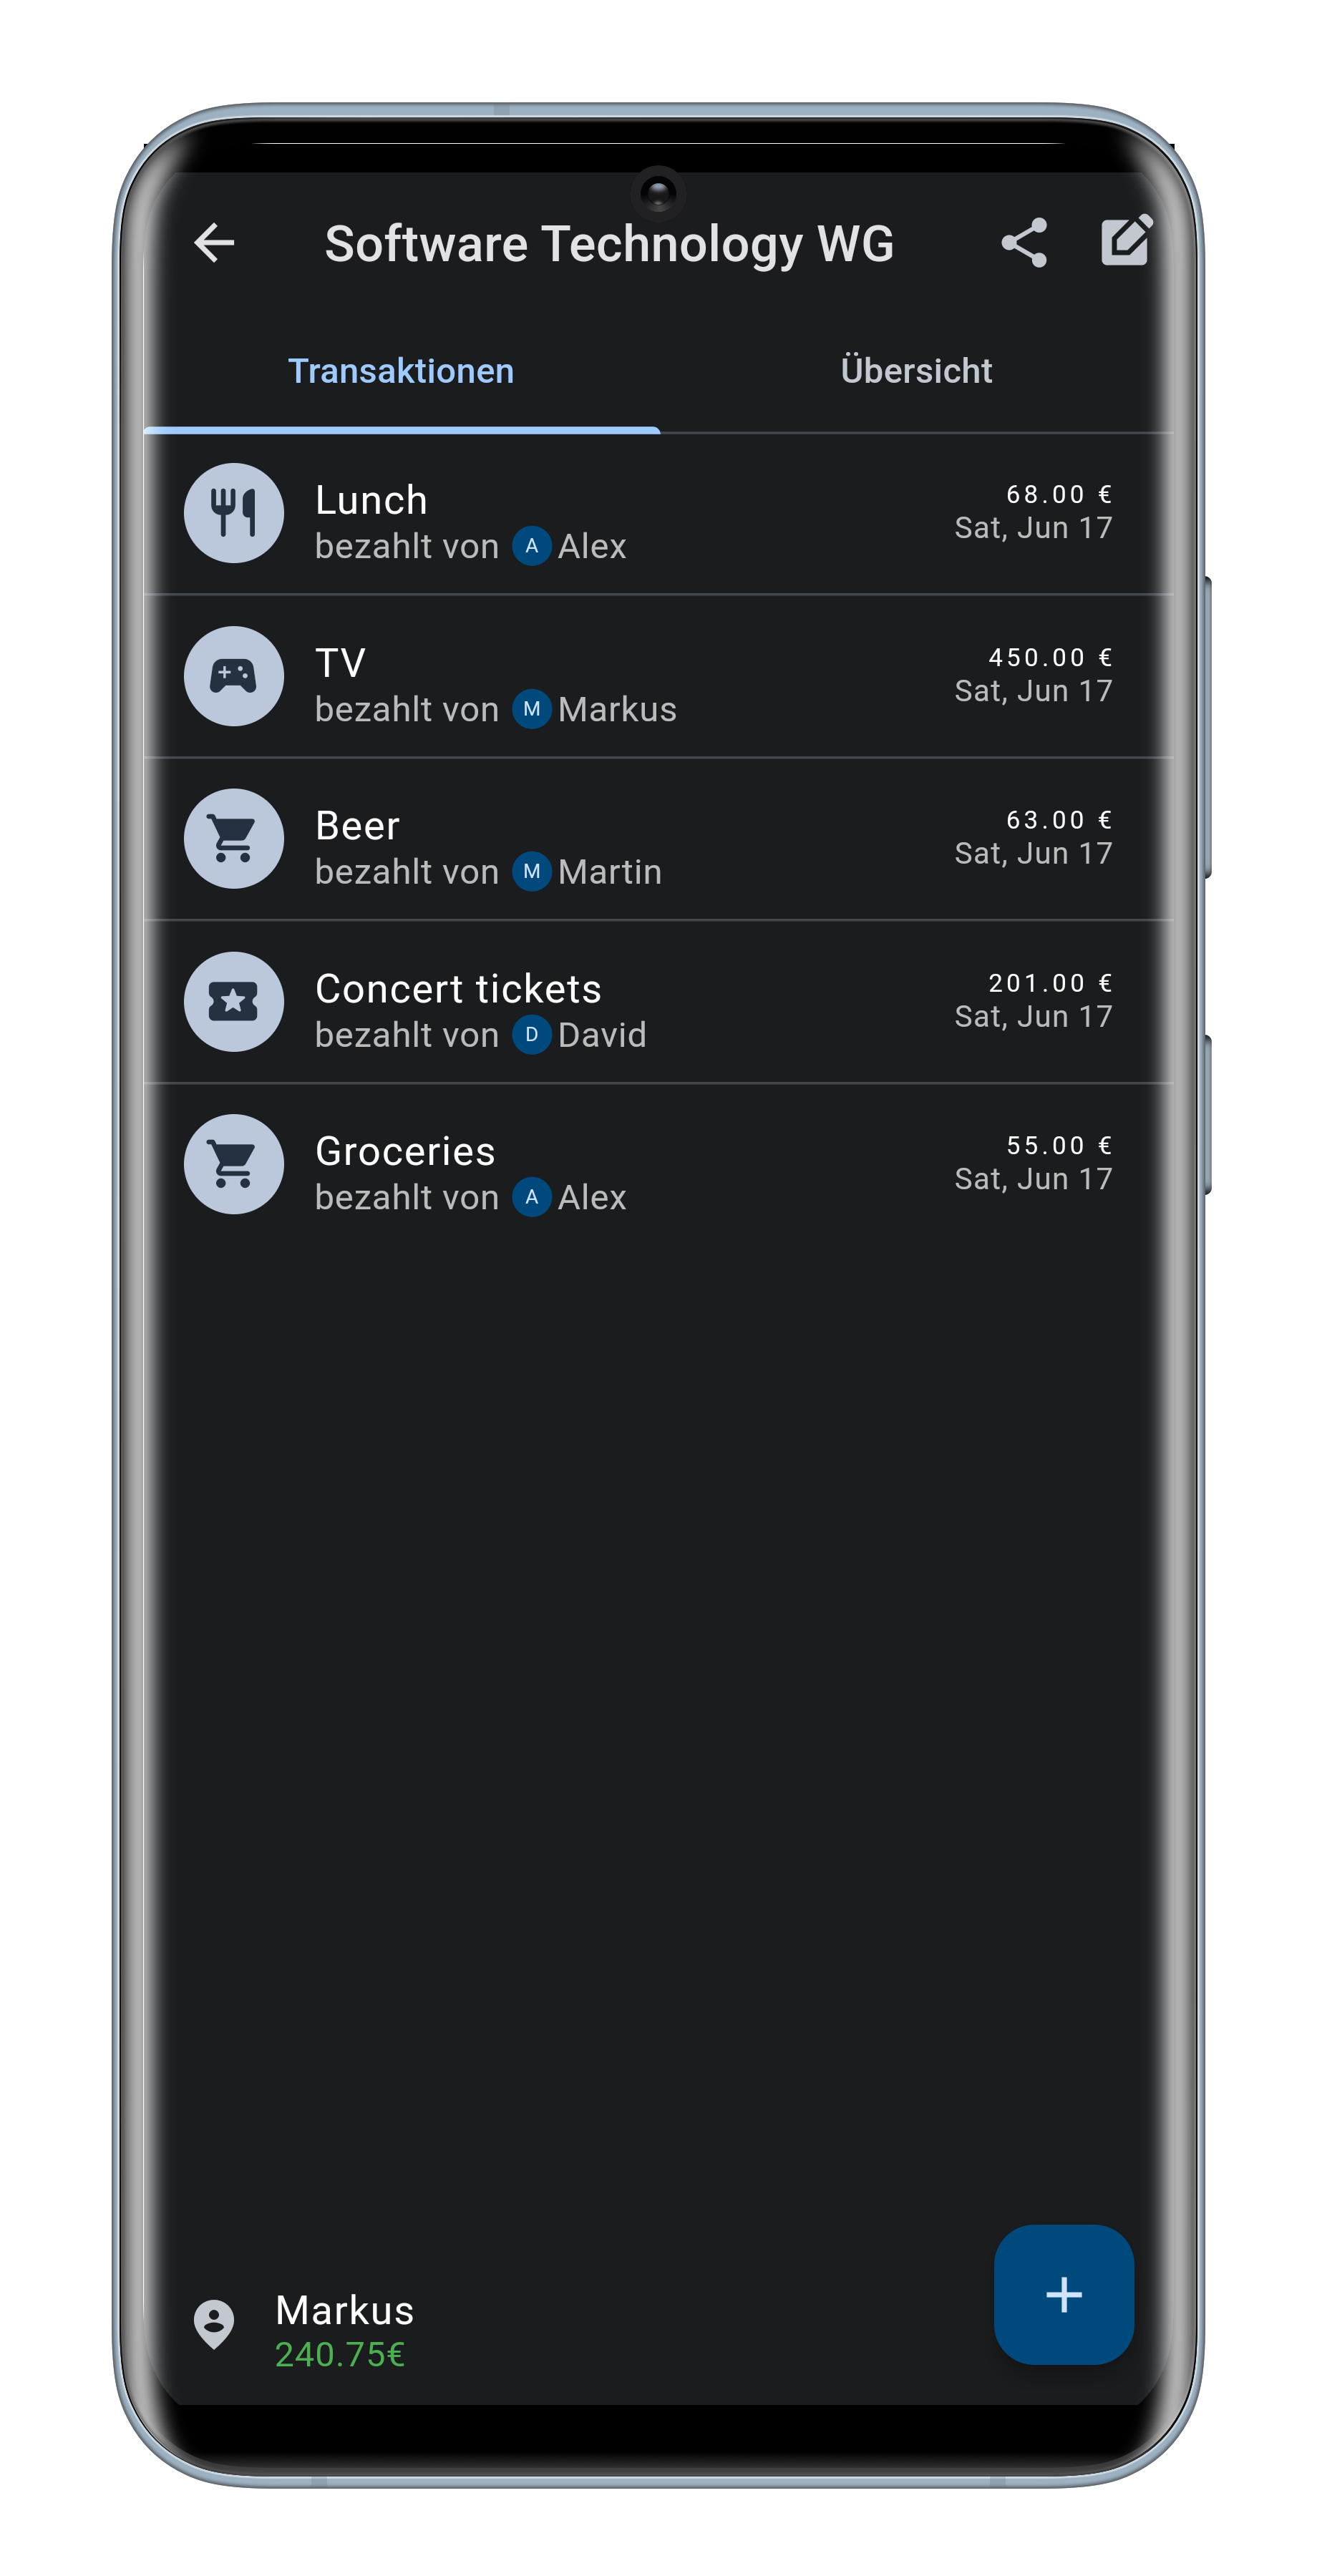 Software Technology WG
Transaktionen
Übersicht
Lunch
68.00 €
bezahlt von A Alex
Sat, Jun 17
TV
450.00 €
bezahlt von M Markus
Sat, Jun 17
Beer
63.00 €
bezahlt von M Martin
Sat, Jun 17
Concert tickets
201.00 €
bezahlt von D David
Sat, Jun 17
Groceries
55.00 €
bezahlt von A Alex
Sat, Jun 17
Markus
240.75€